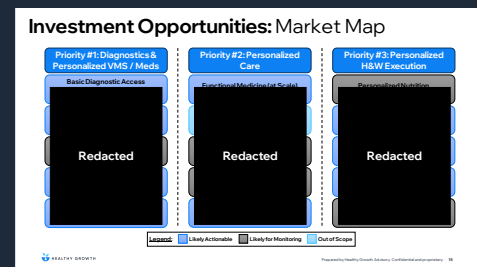 Investment Opportunities: Market Map
Priority #1: Diagnostics &
Personalized VMS / Meds
Priority #2: Personalized
Care
Priority #3: Personalized
H&W Execution
Basic Diagnostic Access
Functional Medicine (at Scale)
Personalized Nutrition
Redacted
Redacted
Redacted
Legend: Likely Actionable Likely for Monitoring Out of Scope
HEALTHY GROWTH
Prepared by Healthy Growth Advisory. Confidential and proprietary.